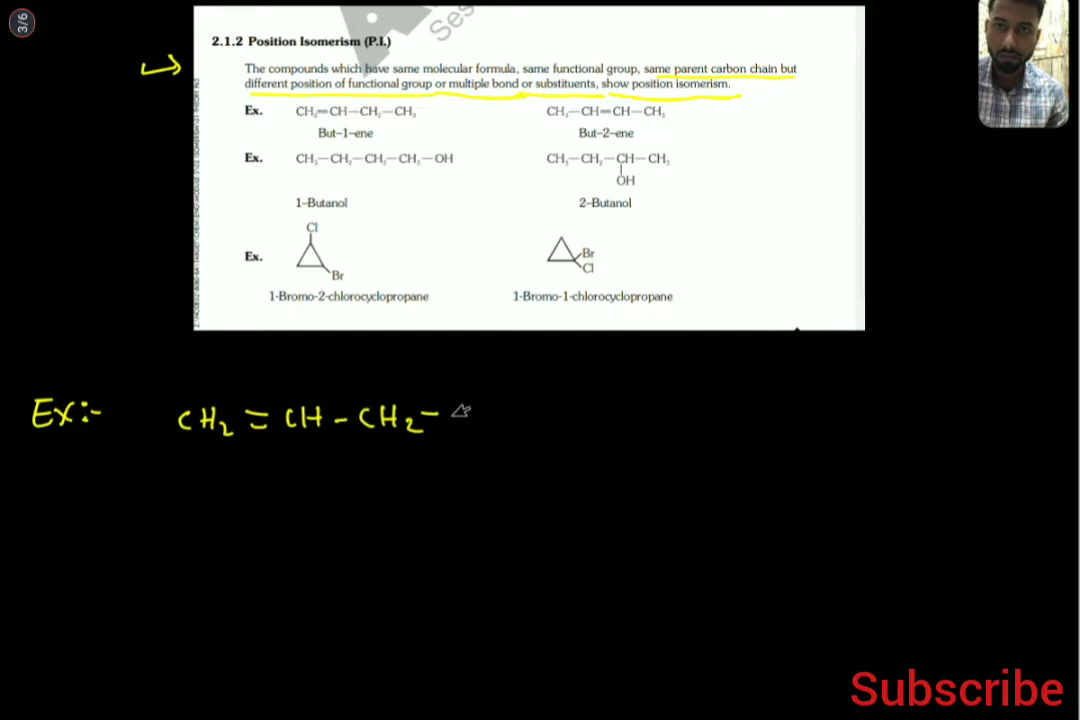 3/6
Ses
2.1.2 Position Isomerism (P.I.)
The compounds which have same molecular formula, same functional group, same parent carbon chain but
different position of functional group or multiple bond or substituents, show position isomerism.
Ex. CH₂=CH−CH₂−CH₃ CH₃−CH=CH−CH₃
But-1-ene But-2-ene
Ex. CH₃−CH₂−CH₂−CH₂−OH CH₃−CH₂−CH−CH₃
OH
1-Butanol 2-Butanol
Cl
Ex. Br Br
Cl
1-Bromo-2-chlorocyclopropane 1-Bromo-1-chlorocyclopropane
Ex:- CH₂=CH-CH₂-
Subscribe